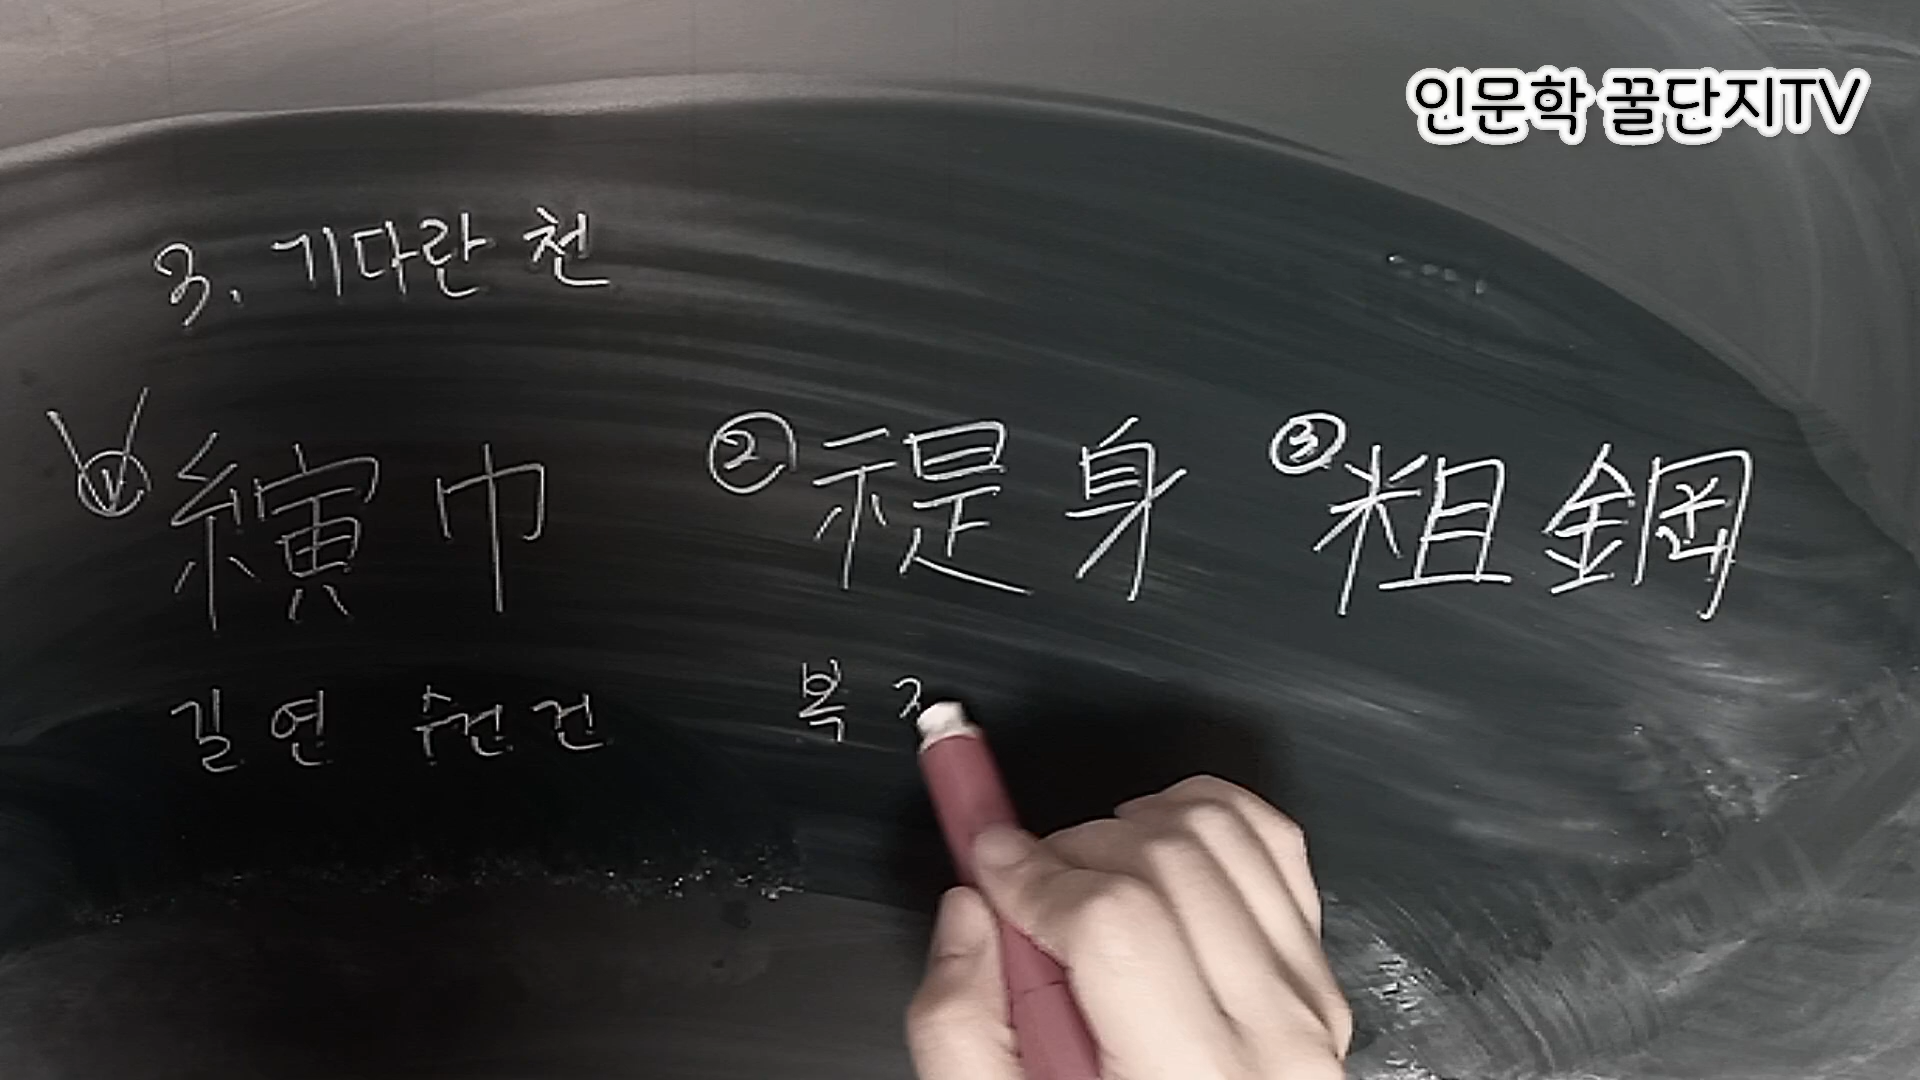 인문학 꿀단지TV
3. 기다란 천
① 縯巾 ② 禔身 ③ 粗鋼
길 연 수건 건 복